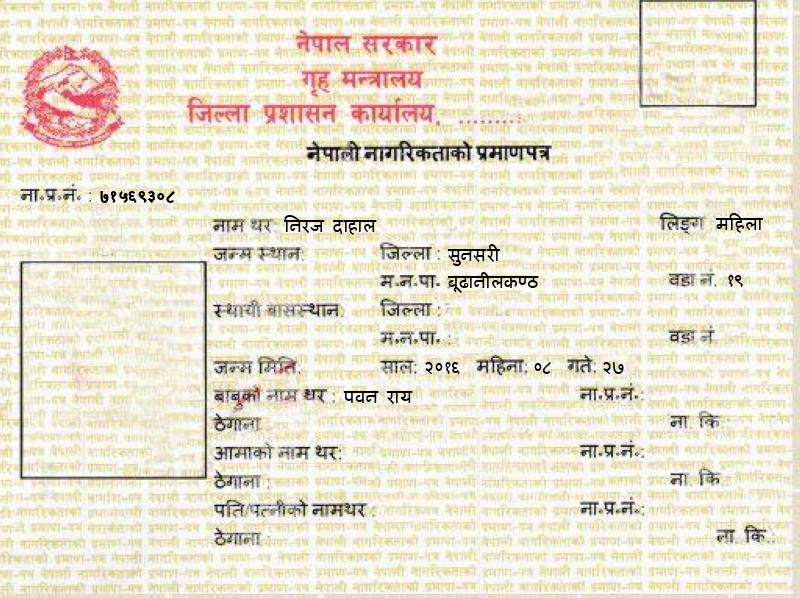 नेपाल सरकार
गृह मन्त्रालय
जिल्ला प्रशासन कार्यालय, .........
नेपाली नागरिकताको प्रमाणपत्र
ना.प्र.नं. : ७१५६९३०८
नाम थर: निरज दाहाल लिङ्ग महिला
जन्म स्थान: जिल्ला : सुनसरी
म.न.पा. बूढानीलकण्ठ वडा नं. १९
स्थायी बासस्थान: जिल्ला :
म.न.पा. : वडा नं
जन्म मिति: साल: २०१६ महिना: ०८ गते: २७
बाबुको नाम थर : पवन राय ना.प्र.नं.:
ठेगाना : ना. कि.:
आमाको नाम थर: ना.प्र.नं.:
ठेगाना : ना. कि
पति/पत्नीको नामथर : ना.प्र.नं.:
ठेगाना : ना. कि.: